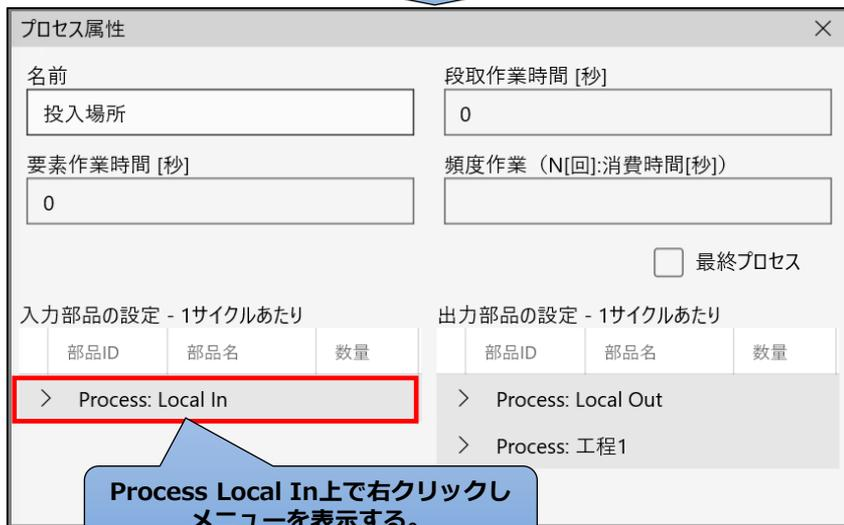 プロセス属性
名前
段取作業時間 [秒]
投入場所
0
要素作業時間 [秒]
頻度作業（N[回]:消費時間[秒]）
0
最終プロセス
入力部品の設定 - 1サイクルあたり
出力部品の設定 - 1サイクルあたり
部品ID 部品名 数量
部品ID 部品名 数量
Process: Local In
Process: Local Out
Process: 工程1
Process Local In上で右クリックし
メニューを表示する。